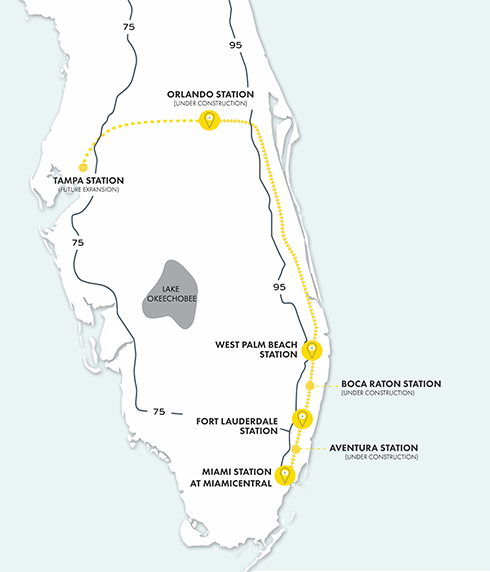 75
95
ORLANDO STATION
(UNDER CONSTRUCTION)
TAMPA STATION
(FUTURE EXPANSION)
75
95
LAKE
OKEECHOBEE
WEST PALM BEACH
STATION
BOCA RATON STATION
(UNDER CONSTRUCTION)
75
FORT LAUDERDALE
STATION
AVENTURA STATION
(UNDER CONSTRUCTION)
MIAMI STATION
AT MIAMICENTRAL